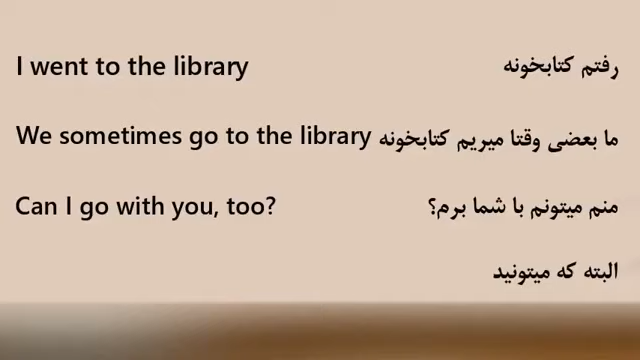 I went to the library رفتم کتابخونه
We sometimes go to the library ما بعضی وقتا میریم کتابخونه
Can I go with you, too? منم میتونم با شما برم؟
البته که میتونید